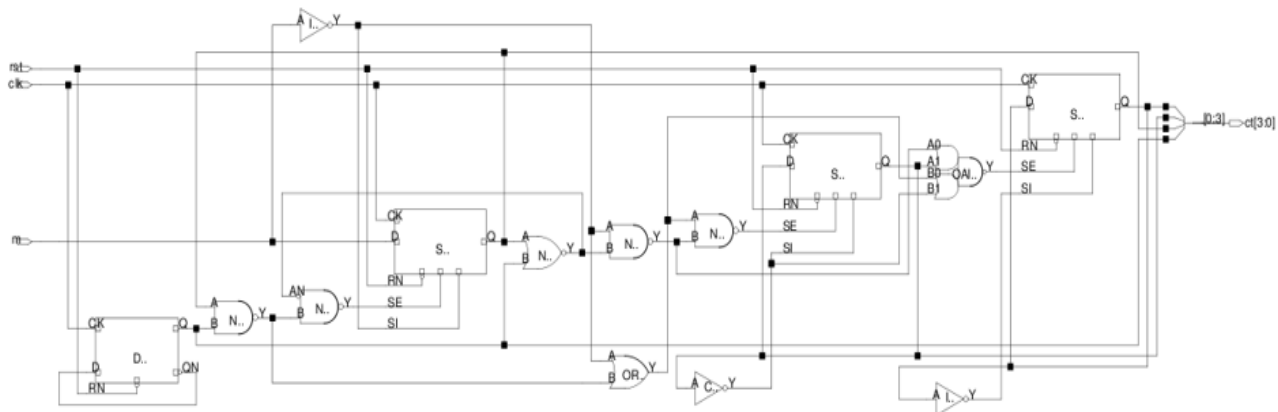 A I.. Y
clk
CK
D S.. Q
RN
SE
SI
[0:3] ct[3:0]
CK
D S.. Q
RN
SE
SI
A0
A1
B0 OAI.. Y
B1
m
CK
D S.. Q
RN
SE
SI
A
B N.. Y
A
B N.. Y
A
B N.. Y
A
B N.. Y
AN
B N.. Y
CK
D D.. Q
QN
RN
A
B OR.. Y
A C.. Y
A I.. Y